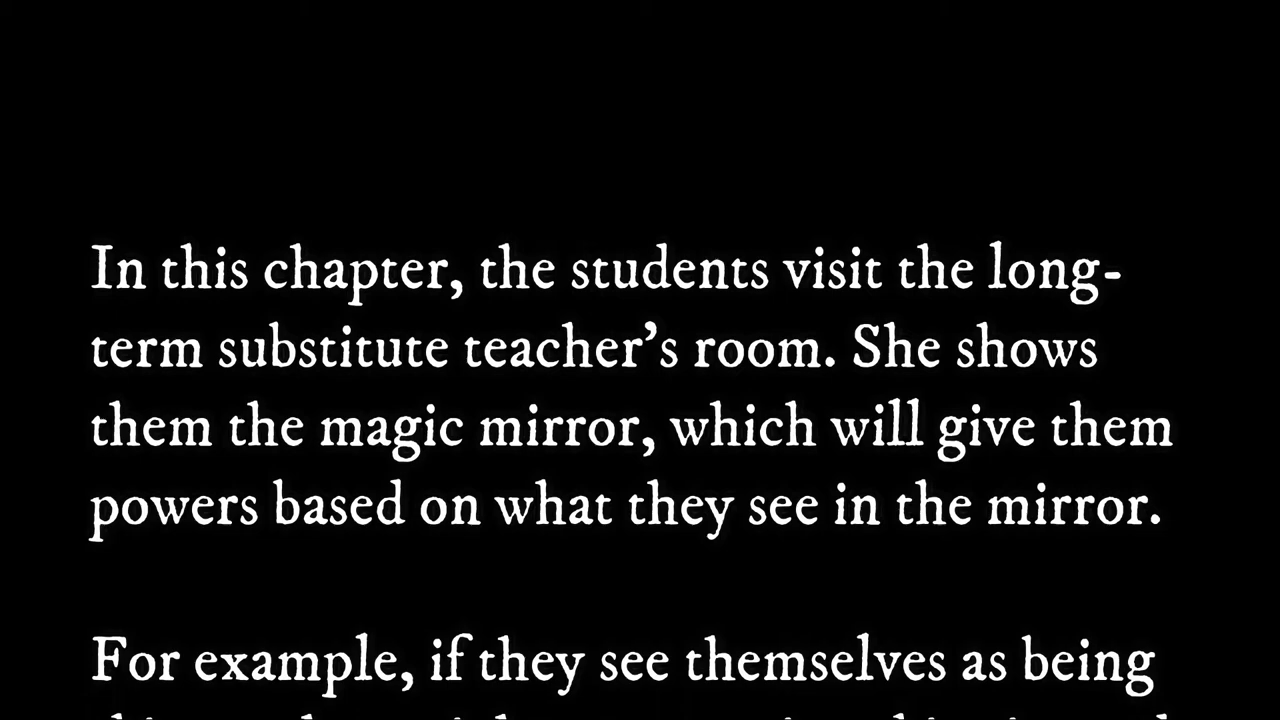 In this chapter, the students visit the long-
term substitute teacher’s room. She shows
them the magic mirror, which will give them
powers based on what they see in the mirror.
For example, if they see themselves as being